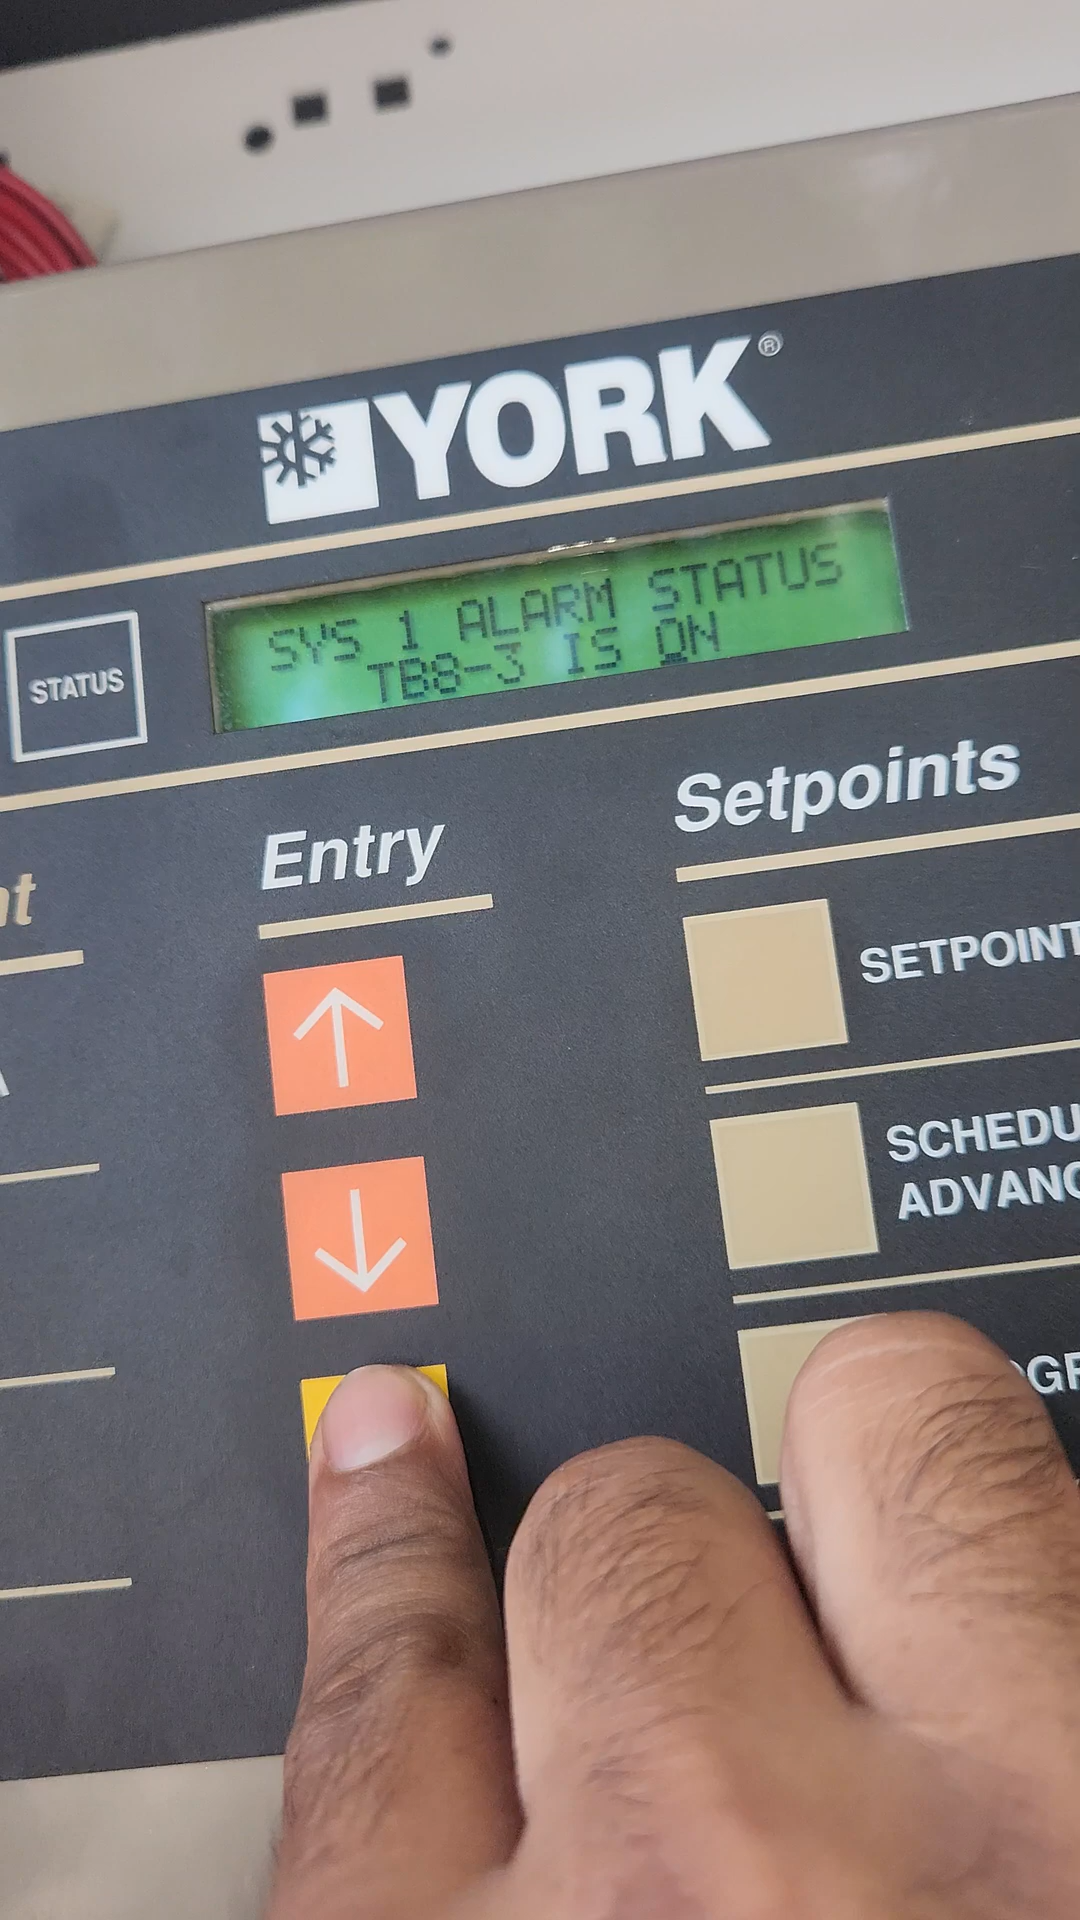 YORK®
SYS 1 ALARM STATUS
TB8-3 IS ON
STATUS
Entry
Setpoints
SETPOINT
SCHEDU
ADVANC